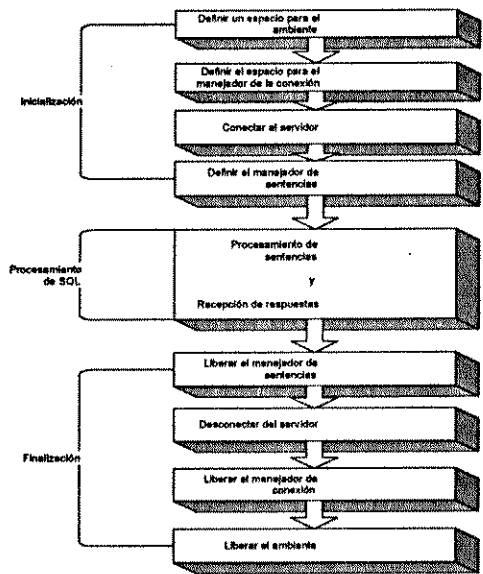 Definir un espacio para el
ambiente
Definir el espacio para el
manejador de la conexión
Inicialización
Conectar al servidor
Definir el manejador de
sentencias
Procesamiento de
sentencias
y
Recepción de respuestas
Procesamiento
de SQL
Liberar el manejador de
sentencias
Desconectar del servidor
Finalización
Liberar el manejador de
conexión
Liberar el ambiente